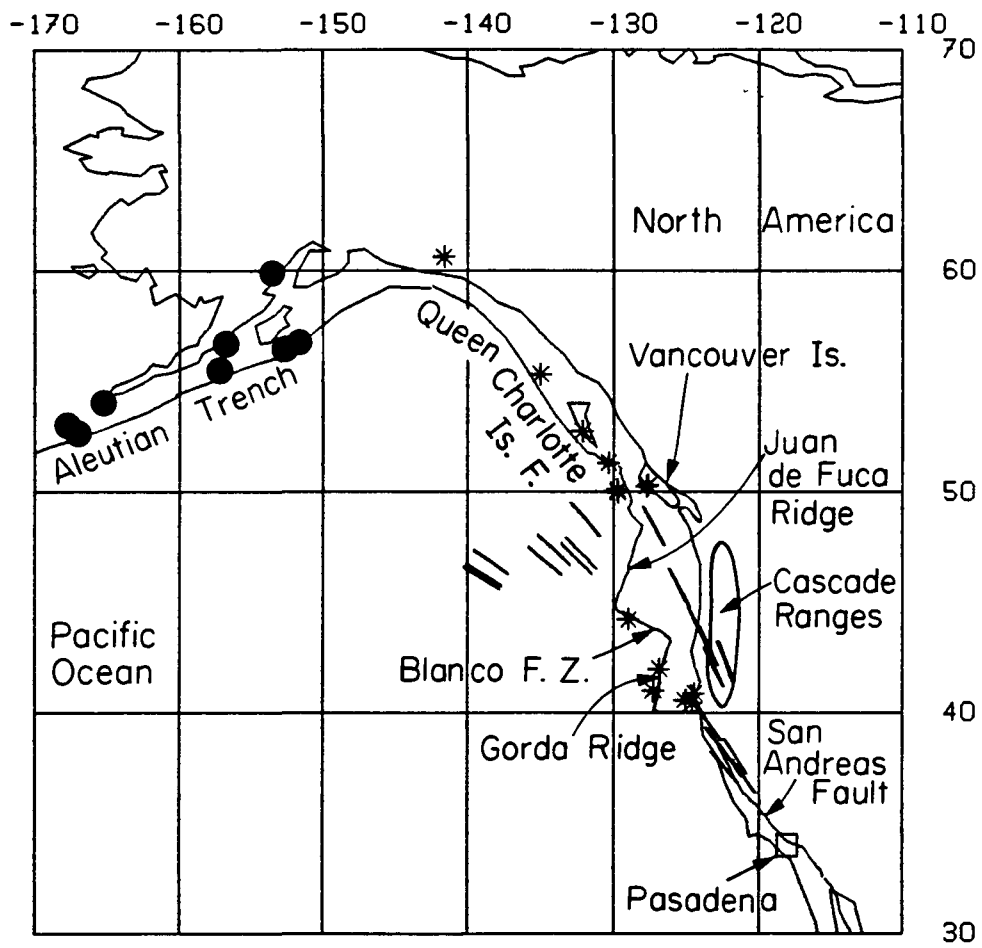 -170 -160 -150 -140 -130 -120 -110
70
North America
60
Queen Charlotte
Is. F.
Vancouver Is.
Aleutian Trench
Juan
de Fuca
Ridge
50
Cascade
Ranges
Pacific
Ocean
Blanco F. Z.
40
Gorda Ridge
San
Andreas
Fault
Pasadena
30